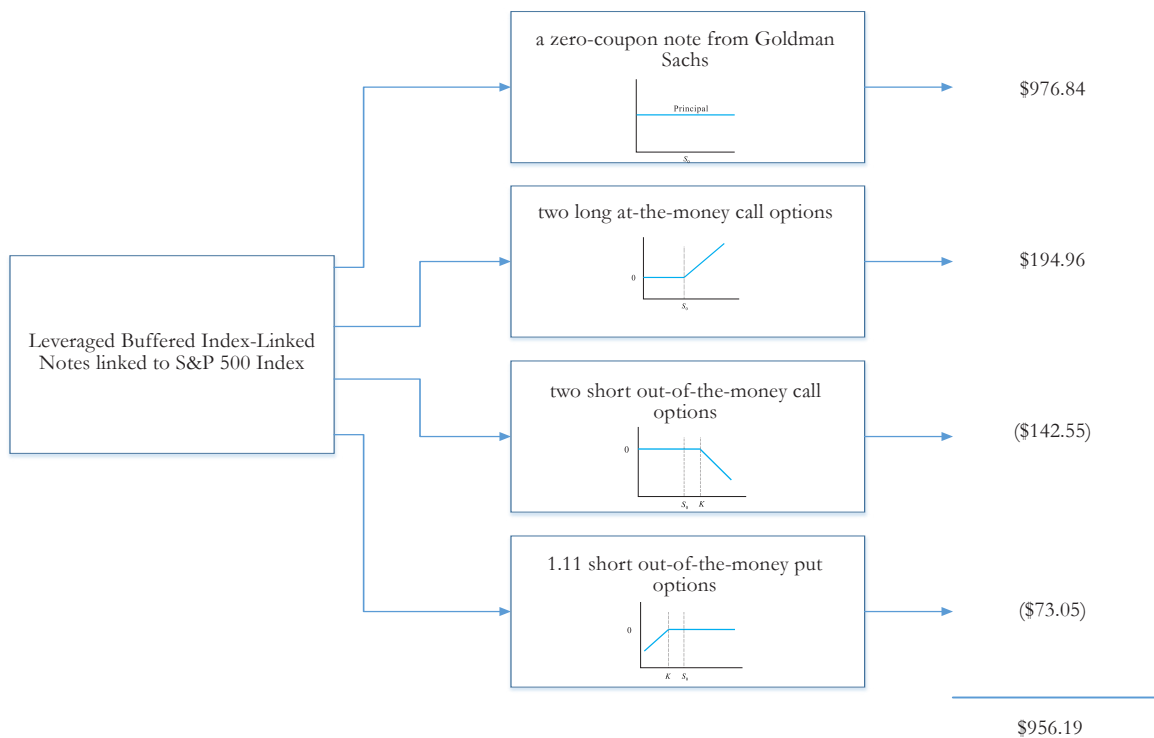 a zero-coupon note from Goldman
Sachs
Principal
S₀
$976.84
two long at-the-money call options
0
S₀
$194.96
Leveraged Buffered Index-Linked
Notes linked to S&P 500 Index
two short out-of-the-money call
options
0
S₀ K
($142.55)
1.11 short out-of-the-money put
options
0
K S₀
($73.05)
$956.19